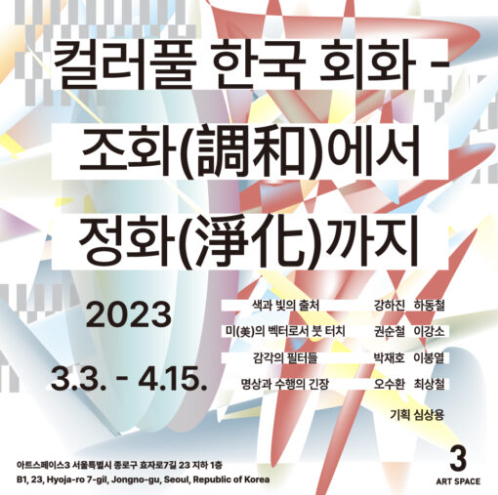 컬러풀 한국 회화 -
조화(調和)에서
정화(淨化)까지
2023
3.3. - 4.15.
색과 빛의 출처 강하진 하동철
미(美)의 벡터로서 붓 터치 권순철 이강소
감각의 필터들 박재호 이봉열
명상과 수행의 긴장 오수환 최상철
기획 심상용
아트스페이스3 서울특별시 종로구 효자로7길 23 지하 1층
B1, 23, Hyoja-ro 7-gil, Jongno-gu, Seoul, Republic of Korea
3
ART SPACE